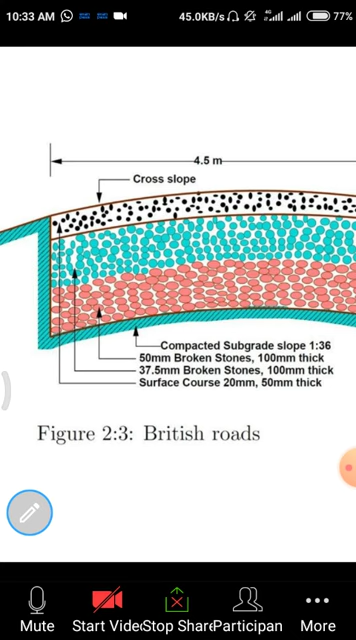 10:33 AM 45.0KB/s 4G 77%
4.5 m
Cross slope
Compacted Subgrade slope 1:36
50mm Broken Stones, 100mm thick
37.5mm Broken Stones, 100mm thick
Surface Course 20mm, 50mm thick
Figure 2:3: British roads
Mute Start Video Stop Share Participan More